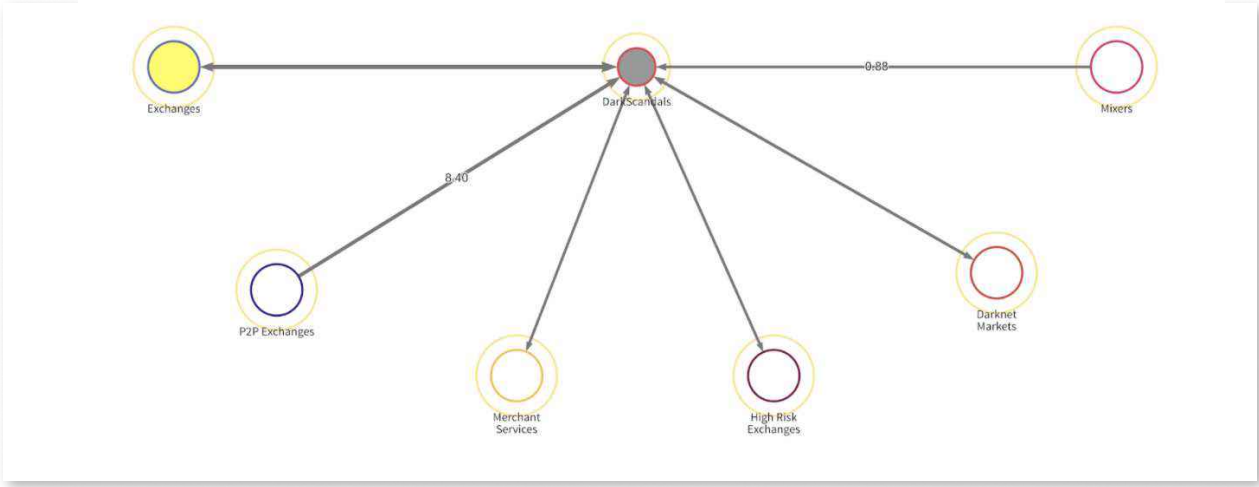 Exchanges
DarkScandals
0.88
Mixers
8.40
P2P Exchanges
Darknet
Markets
Merchant
Services
High Risk
Exchanges